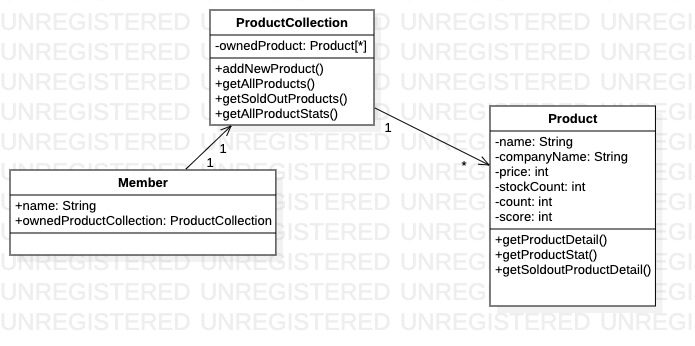 ProductCollection
-ownedProduct: Product[*]
+addNewProduct()
+getAllProducts()
+getSoldOutProducts()
+getAllProductStats()
1
*
1
1
Member
+name: String
+ownedProductCollection: ProductCollection
Product
-name: String
-companyName: String
-price: int
-stockCount: int
-count: int
-score: int
+getProductDetail()
+getProductStat()
+getSoldoutProductDetail()
UNREGISTERED UNREGISTERED UNREGISTERED UNREGISTERED